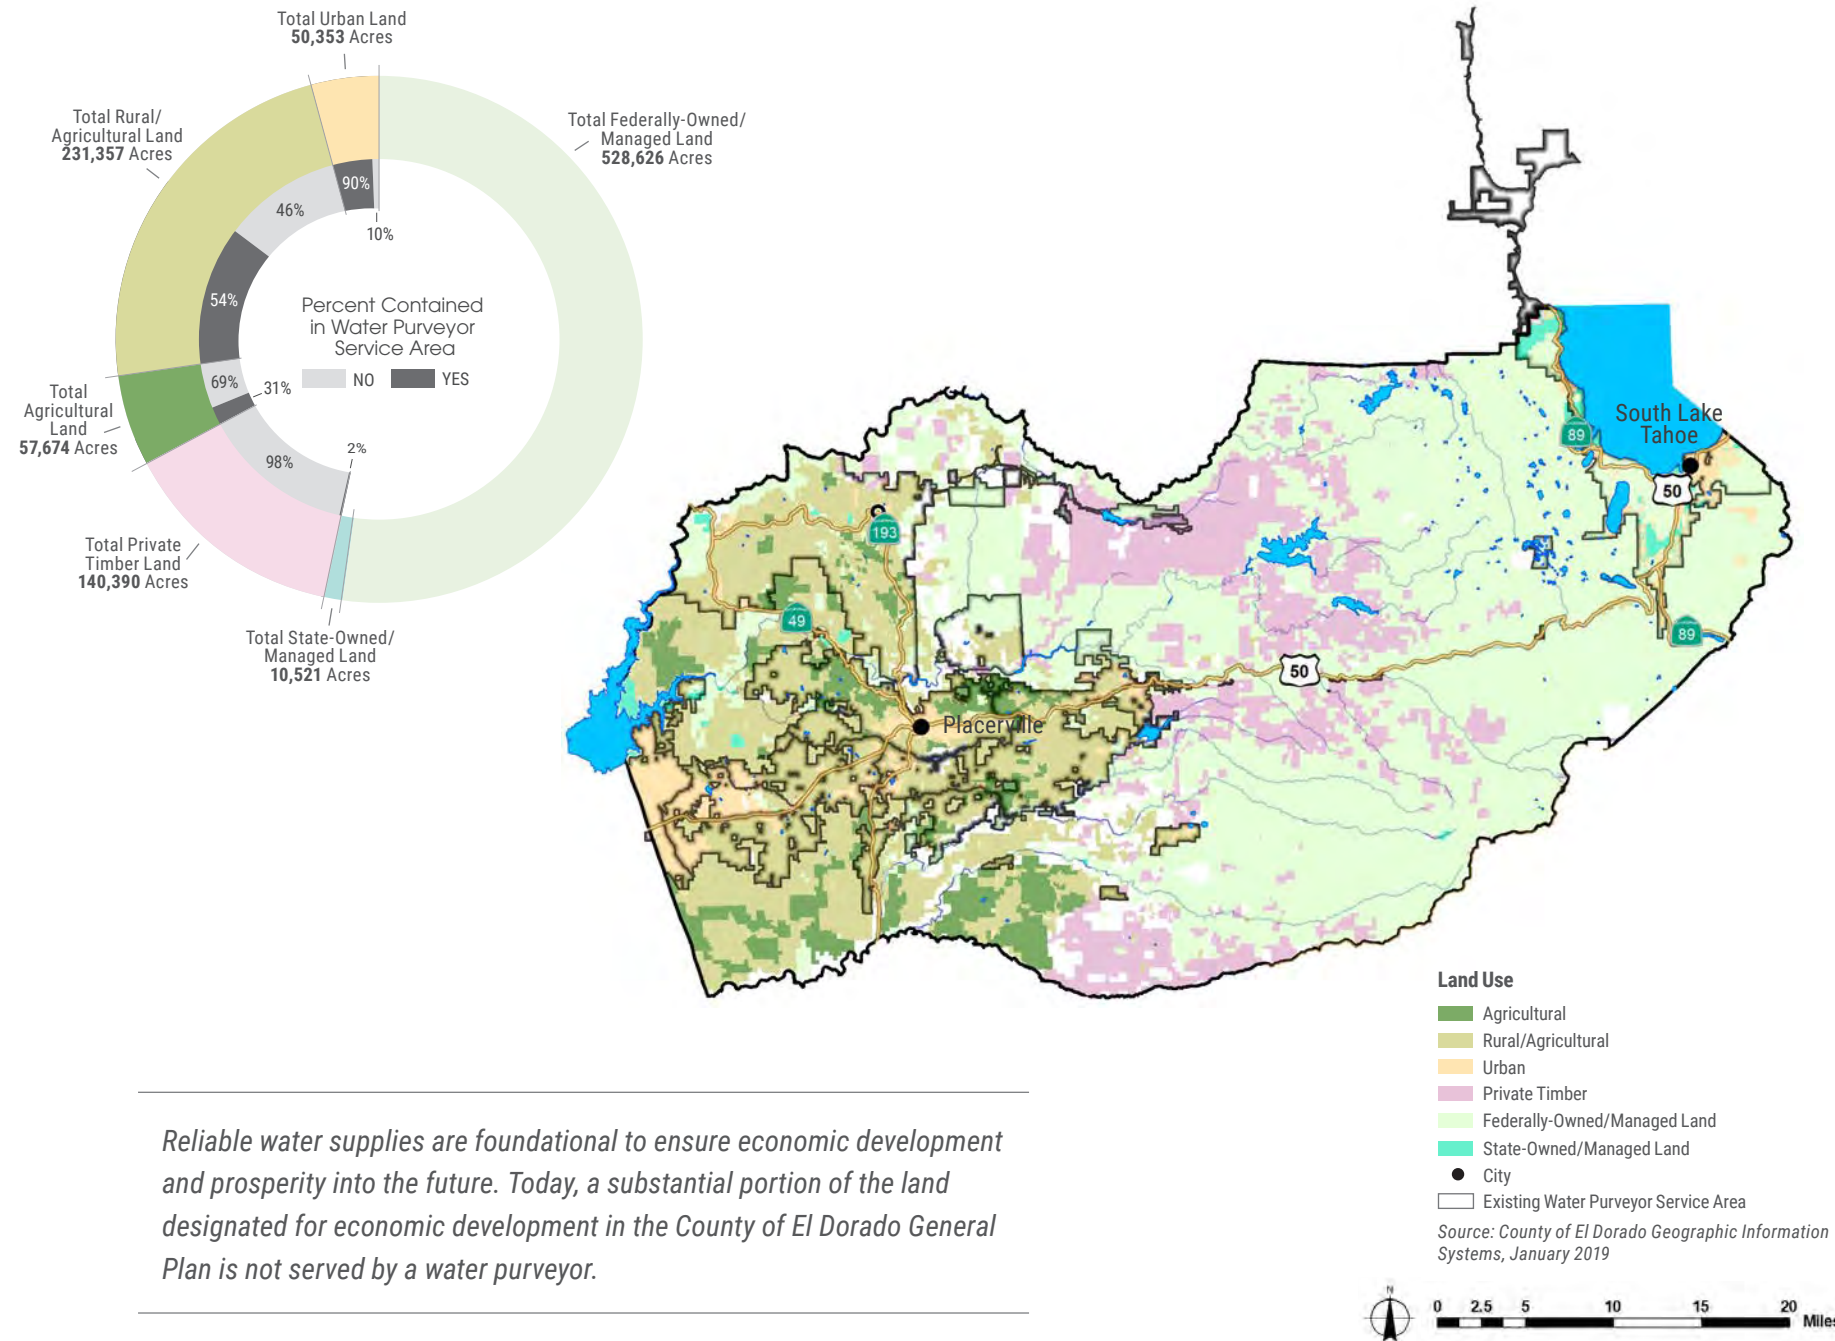 Total Urban Land
50,353 Acres
Total Rural/
Agricultural Land
231,357 Acres
Total Federally-Owned/
Managed Land
528,626 Acres
90%
46%
10%
54%
Percent Contained
in Water Purveyor
Service Area
NO
YES
69%
31%
Total
Agricultural
Land
57,674 Acres
98%
2%
Total Private
Timber Land
140,390 Acres
Total State-Owned/
Managed Land
10,521 Acres
South Lake
Tahoe
89
50
193
49
89
50
Placerville
Land Use
Agricultural
Rural/Agricultural
Urban
Private Timber
Federally-Owned/Managed Land
State-Owned/Managed Land
City
Existing Water Purveyor Service Area
Source: County of El Dorado Geographic Information
Systems, January 2019
Reliable water supplies are foundational to ensure economic development
and prosperity into the future. Today, a substantial portion of the land
designated for economic development in the County of El Dorado General
Plan is not served by a water purveyor.
N
0 2.5 5 10 15 20
Miles